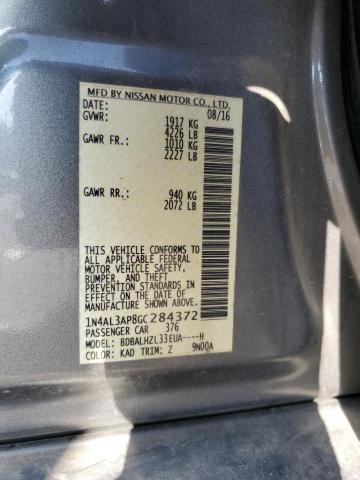 MFD BY NISSAN MOTOR CO., LTD.
DATE: 08/16
GVWR: 1917 KG
4226 LB
GAWR FR.: 1010 KG
2227 LB
GAWR RR.: 940 KG
2072 LB
THIS VEHICLE CONFORMS TO
ALL APPLICABLE FEDERAL
MOTOR VEHICLE SAFETY,
BUMPER, AND THEFT
PREVENTION STANDARDS IN
EFFECT ON THE DATE OF
MANUFACTURE SHOWN ABOVE.
1N4AL3AP8GC284372
PASSENGER CAR 376
MODEL: BDBALHZL33EUA----H
COLOR: KAD TRIM: Z 9N00A